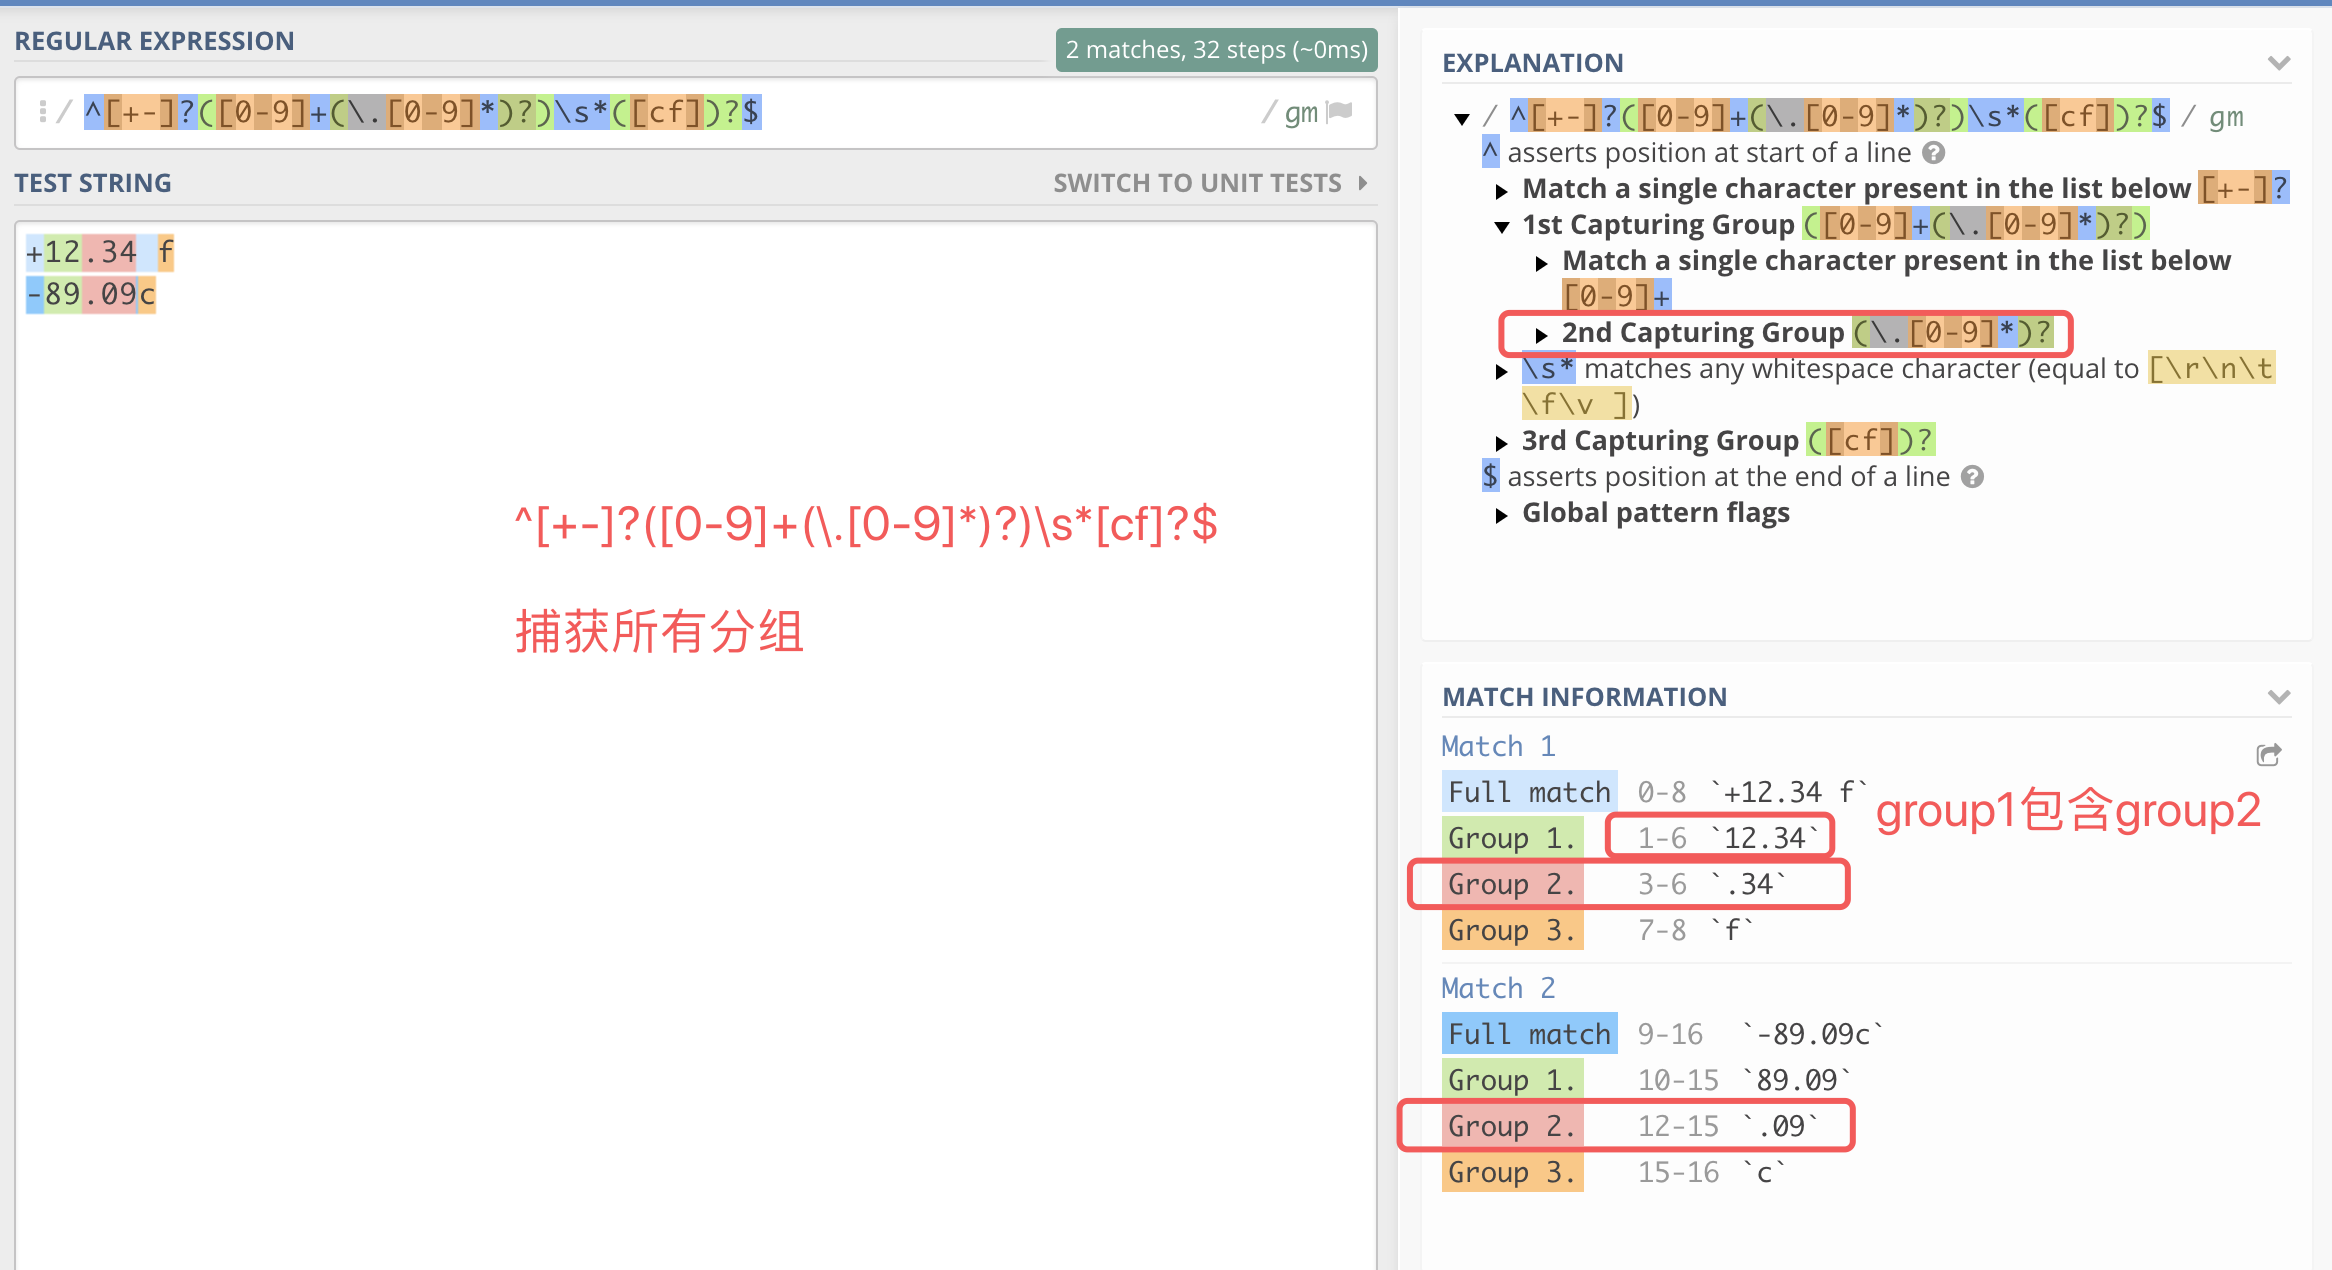 REGULAR EXPRESSION
2 matches, 32 steps (~0ms)
/ ^[+-]?([0-9]+(\.[0-9]*)?)\s*([cf])?$ / gm
TEST STRING
SWITCH TO UNIT TESTS
+12.34 f
-89.09c
^[+-]?([0-9]+(\.[0-9]*)?)\s*[cf]?$
捕获所有分组
EXPLANATION
/ ^[+-]?([0-9]+(\.[0-9]*)?)\s*([cf])?$ / gm
^ asserts position at start of a line ?
Match a single character present in the list below [+-]?
1st Capturing Group ([0-9]+(\.[0-9]*)?)
Match a single character present in the list below
[0-9]+
2nd Capturing Group (\.[0-9]*)?
\s* matches any whitespace character (equal to [\r\n\t
\f\v ])
3rd Capturing Group ([cf])?
$ asserts position at the end of a line ?
Global pattern flags
MATCH INFORMATION
Match 1
Full match 0-8 `+12.34 f`
group1包含group2
Group 1. 1-6 `12.34`
Group 2. 3-6 `.34`
Group 3. 7-8 `f`
Match 2
Full match 9-16 `-89.09c`
Group 1. 10-15 `89.09`
Group 2. 12-15 `.09`
Group 3. 15-16 `c`